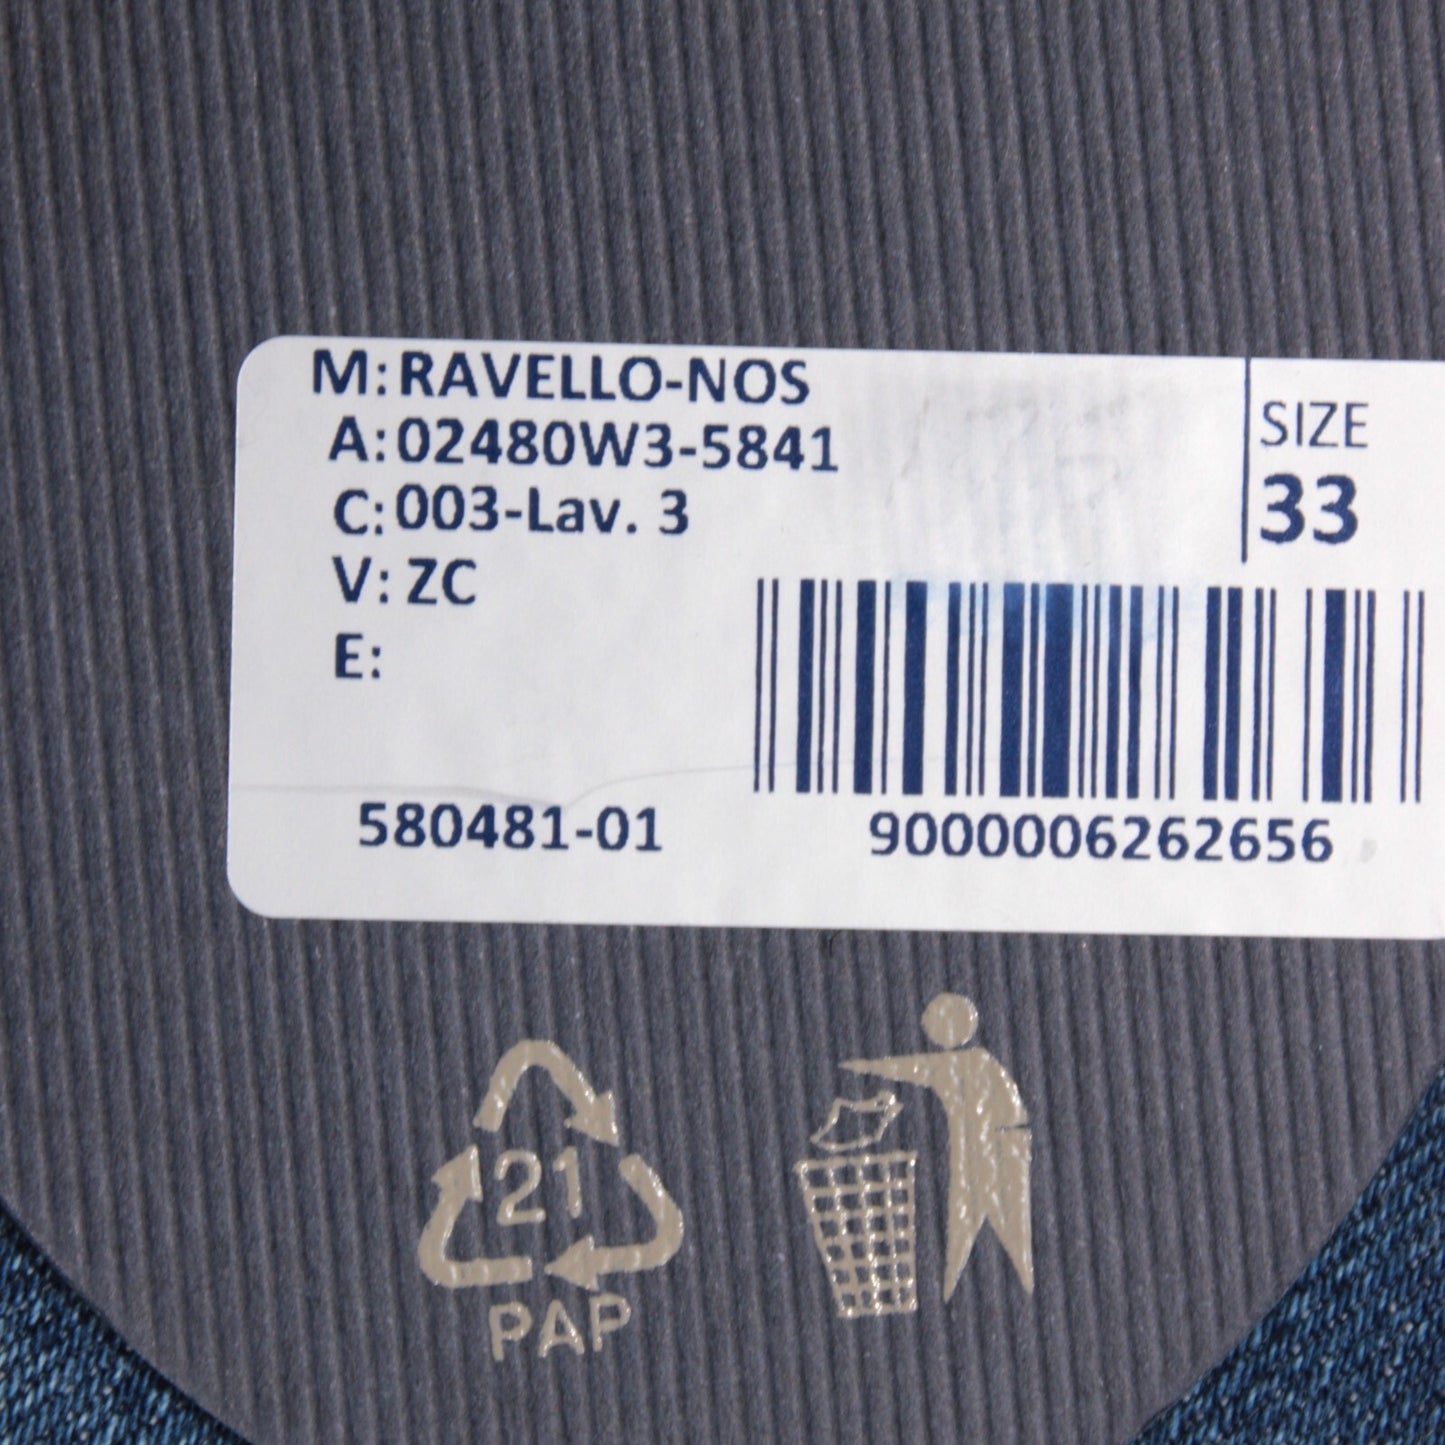 M: RAVELLO-NOS
A: 02480W3-5841
C: 003-Lav. 3
V: ZC
E:
SIZE
33
580481-01
9000006262656
21
PAP